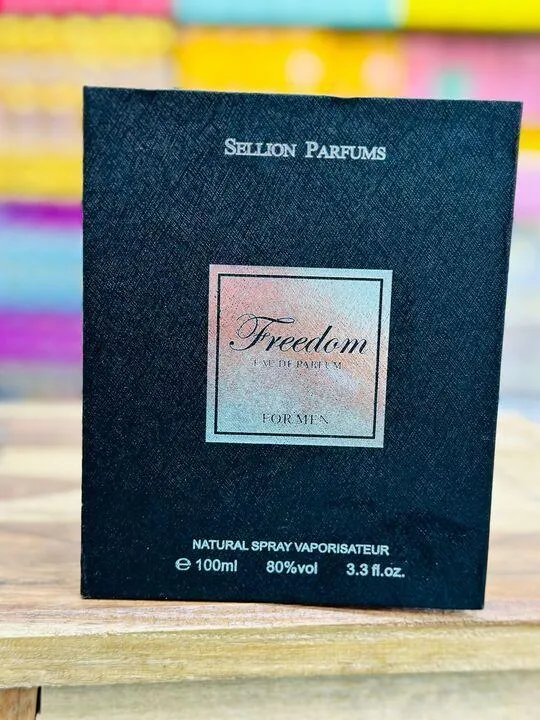 SELLION PARFUMS
Freedom
EAU DE PARFUM
FOR MEN
NATURAL SPRAY VAPORISATEUR
℮ 100ml 80%vol 3.3 fl.oz.